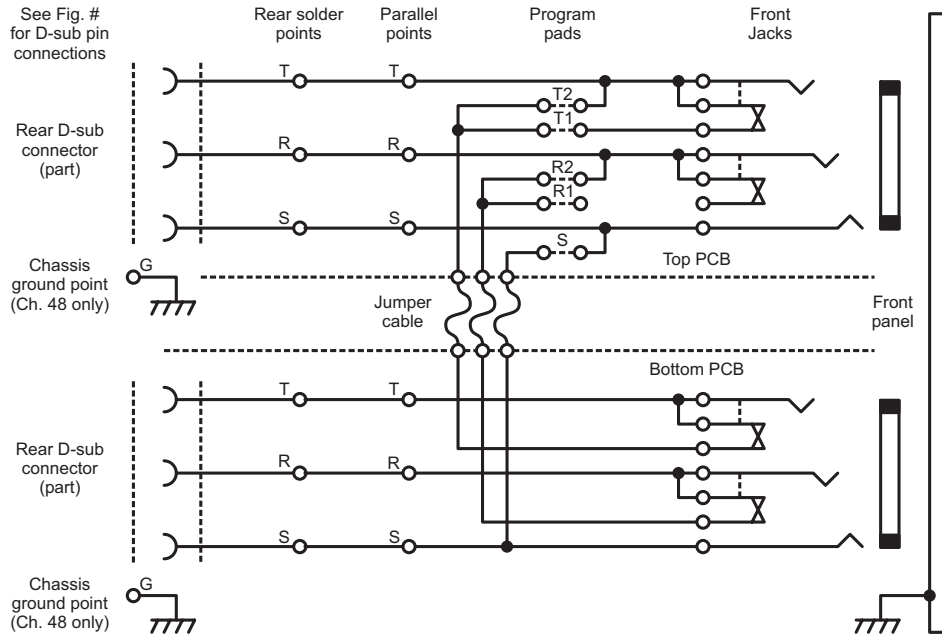 See Fig. #
for D-sub pin
connections
Rear solder
points
Parallel
points
Program
pads
Front
Jacks
T
T
T2
T1
Rear D-sub
connector
(part)
R
R
R2
R1
S
S
S
Top PCB
Chassis
ground point
(Ch. 48 only)
G
Jumper
cable
Front
panel
Bottom PCB
T
T
Rear D-sub
connector
(part)
R
R
S
S
Chassis
ground point
(Ch. 48 only)
G